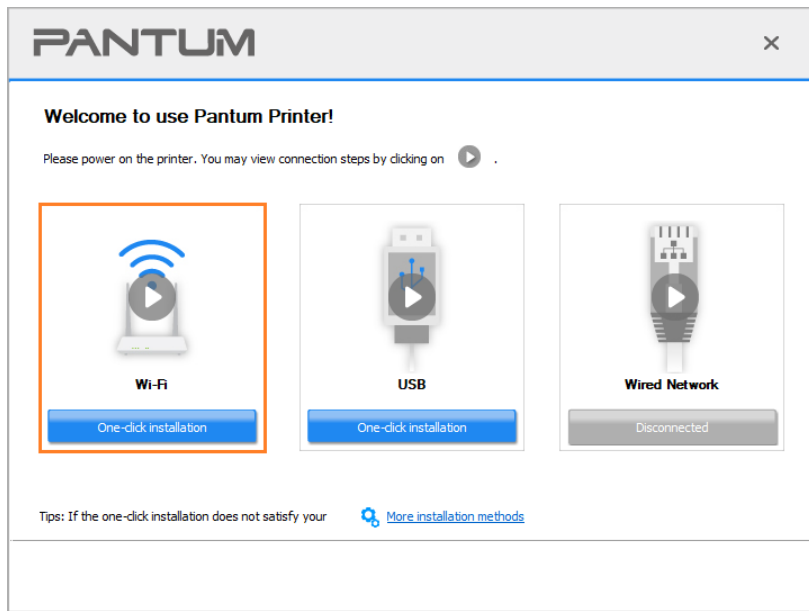 PANTUM
Welcome to use Pantum Printer!
Please power on the printer. You may view connection steps by clicking on .
Wi-Fi
USB
Wired Network
One-click installation
One-click installation
Disconnected
Tips: If the one-click installation does not satisfy your More installation methods